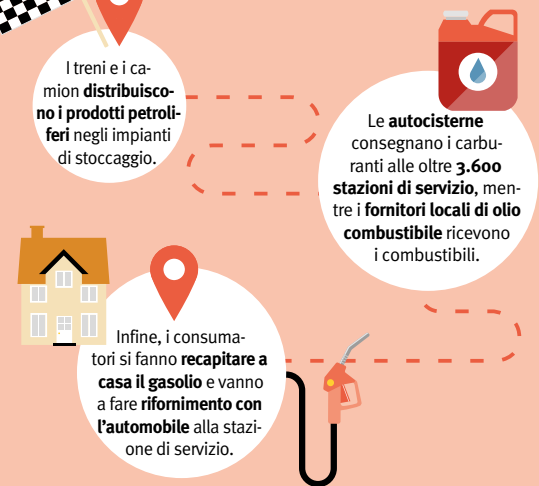 I treni e i ca-
mion distribuisco-
no i prodotti petroli-
feri negli impianti
di stoccaggio.
Le autocisterne
consegnano i carbu-
ranti alle oltre 3.600
stazioni di servizio, men-
tre i fornitori locali di olio
combustibile ricevono
i combustibili.
Infine, i consuma-
tori si fanno recapitare a
casa il gasolio e vanno
a fare rifornimento con
l'automobile alla stazi-
one di servizio.